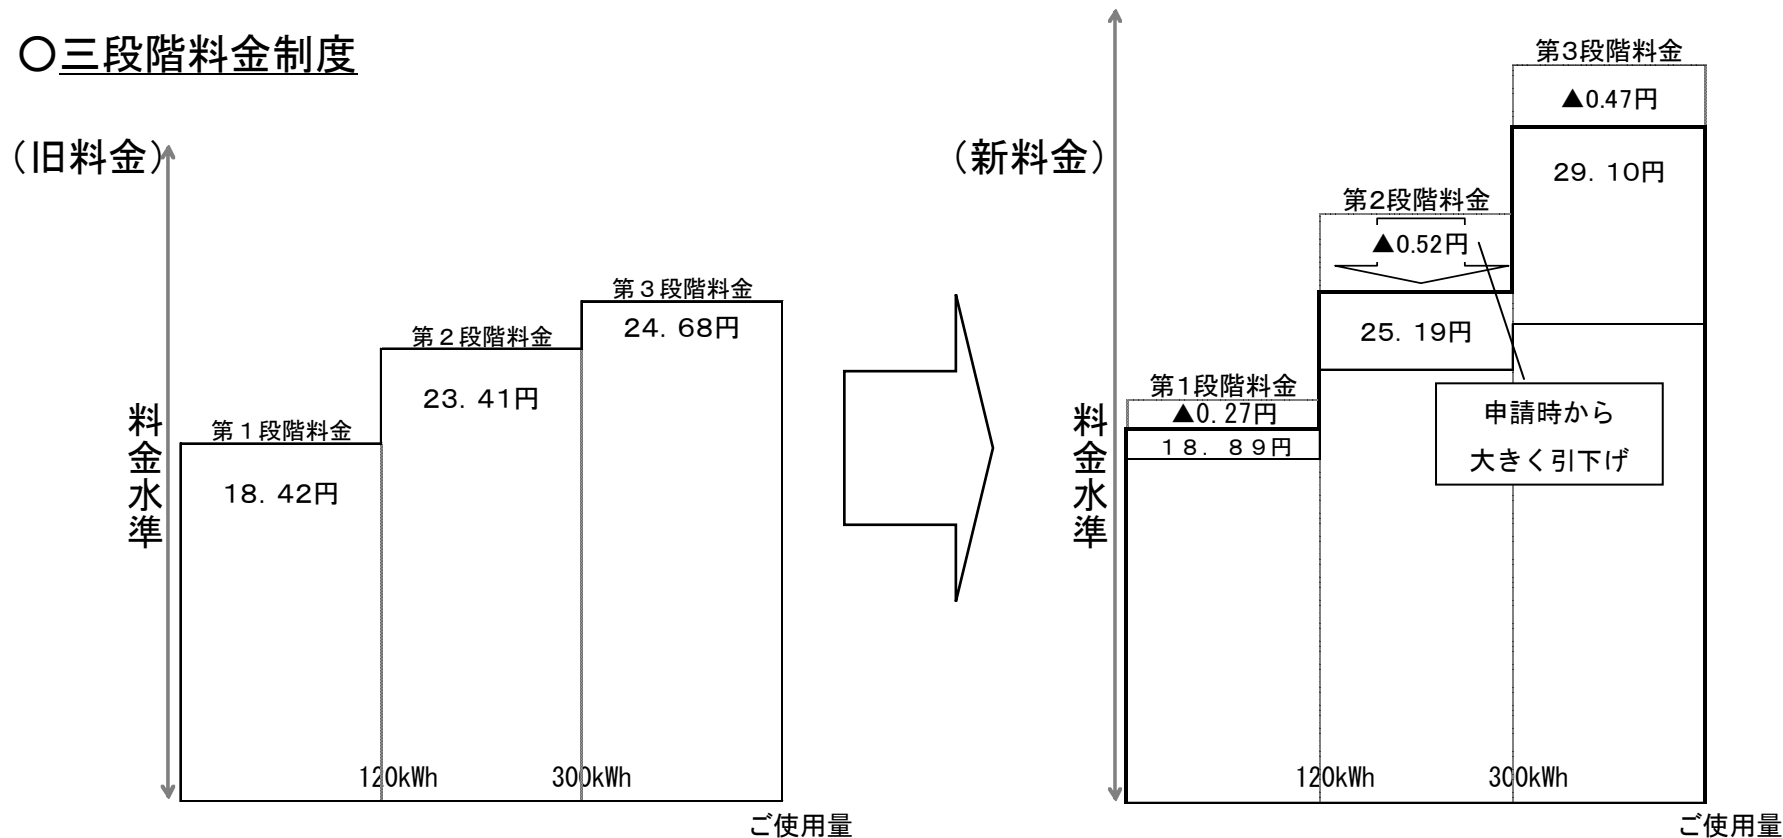 〇三段階料金制度
（旧料金）
料金水準
第１段階料金
18．42円
第２段階料金
23．41円
第３段階料金
24．68円
120kWh
300kWh
ご使用量
（新料金）
料金水準
第1段階料金
▲0.27円
１８．８９円
第2段階料金
▲0.52円
25．19円
第3段階料金
▲0.47円
29．10円
申請時から
大きく引下げ
120kWh
300kWh
ご使用量